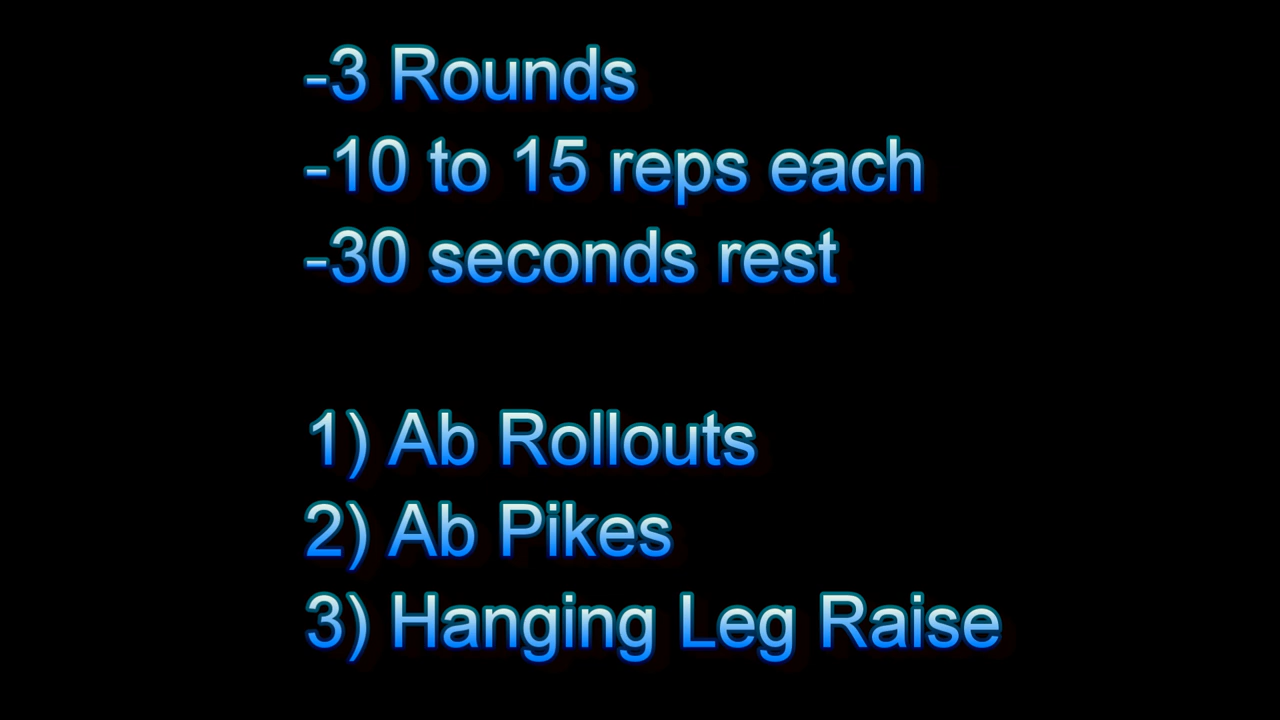 -3 Rounds
-10 to 15 reps each
-30 seconds rest
1) Ab Rollouts
2) Ab Pikes
3) Hanging Leg Raise